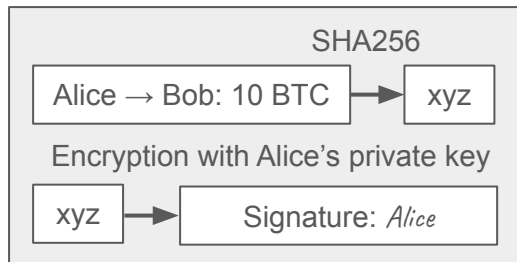 SHA256
Alice → Bob: 10 BTC
xyz
Encryption with Alice's private key
xyz
Signature: Alice